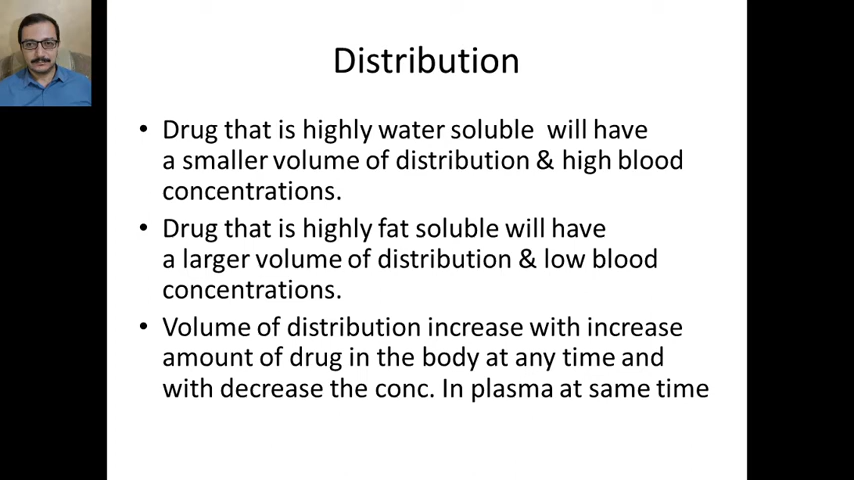 Distribution
• Drug that is highly water soluble  will have
a smaller volume of distribution & high blood
concentrations.
• Drug that is highly fat soluble will have
a larger volume of distribution & low blood
concentrations.
• Volume of distribution increase with increase
amount of drug in the body at any time and
with decrease the conc. In plasma at same time